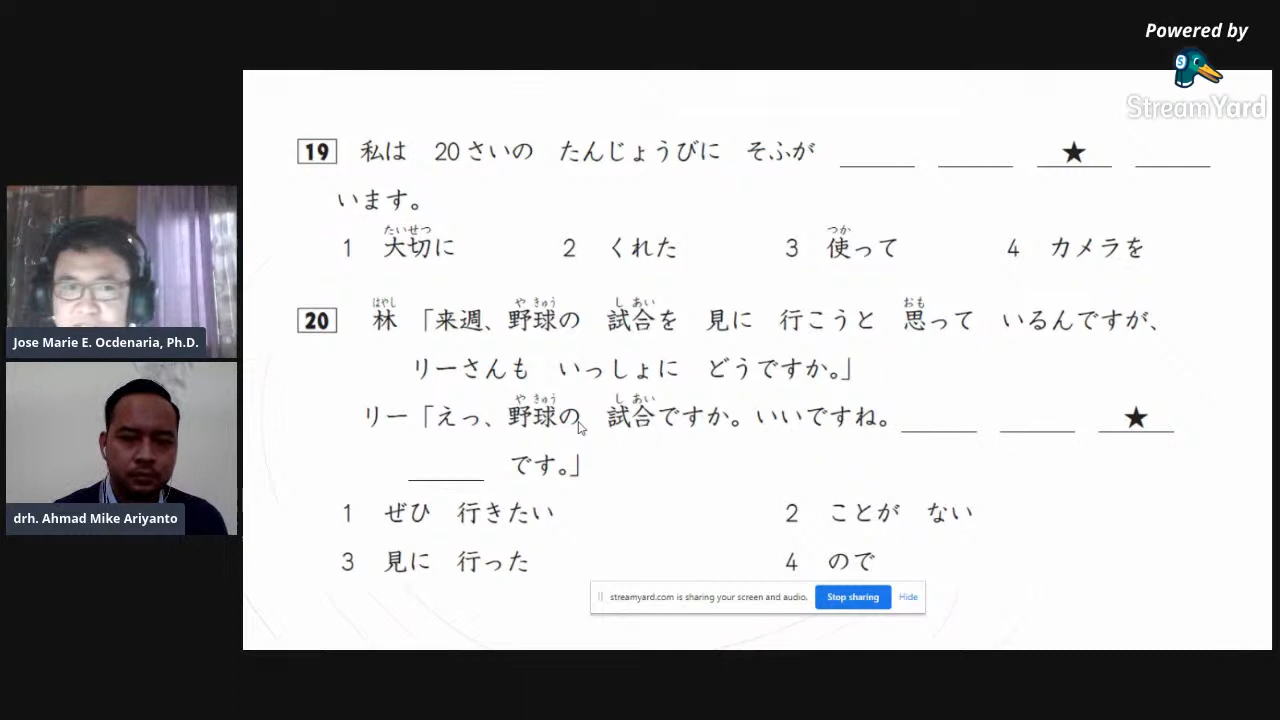 Powered by
StreamYard
19 私は 20さいの たんじょうびに そふが ____ ____ ★ ____
います。
たいせつ つか
1 大切に 2 くれた 3 使って 4 カメラを
はやし や きゅう し あい おも
20 林 「来週、野球の 試合を 見に 行こうと 思って いるんですが、
リーさんも いっしょに どうですか。」
や きゅう し あい
リー「えっ、野球の 試合ですか。いいですね。____ ____ ★
____ です。」
1 ぜひ 行きたい 2 ことが ない
3 見に 行った 4 ので
streamyard.com is sharing your screen and audio. Stop sharing Hide
Jose Marie E. Ocdenaria, Ph.D.
drh. Ahmad Mike Ariyanto